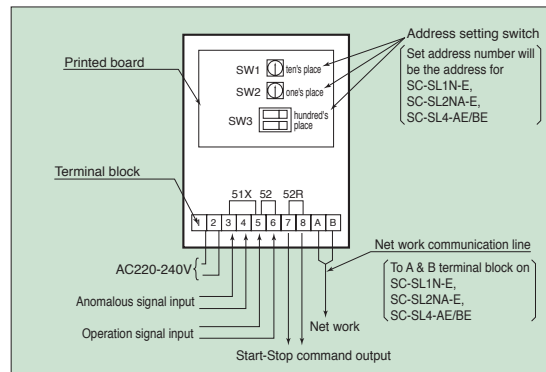 Address setting switch
Set address number will
be the address for
SC-SL1N-E,
SC-SL2NA-E,
SC-SL4-AE/BE
Printed board
SW1 ten's place
SW2 one's place
SW3 hundred's
place
Terminal block
51X 52 52R
1 2 3 4 5 6 7 8 A B
Net work communication line
To A & B terminal block on
SC-SL1N-E,
SC-SL2NA-E,
SC-SL4-AE/BE
AC220-240V
Anomalous signal input
Operation signal input
Net work
Start-Stop command output